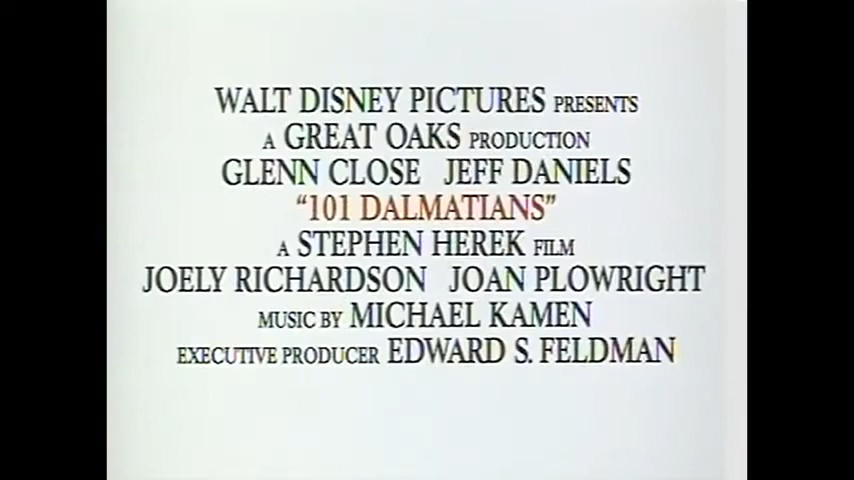 WALT DISNEY PICTURES PRESENTS
A GREAT OAKS PRODUCTION
GLENN CLOSE JEFF DANIELS
“101 DALMATIANS”
A STEPHEN HEREK FILM
JOELY RICHARDSON JOAN PLOWRIGHT
MUSIC BY MICHAEL KAMEN
EXECUTIVE PRODUCER EDWARD S. FELDMAN